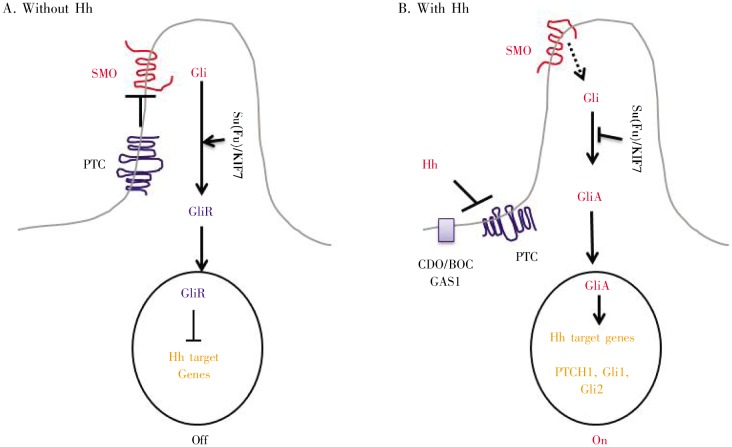 A. Without Hh
SMO
Gli
Su(Fu)/KIF7
PTC
GliR
GliR
Hh target
Genes
Off
B. With Hh
SMO
Gli
Su(Fu)/KIF7
Hh
GliA
CDO/BOC
GAS1
PTC
GliA
Hh target genes
PTCH1, Gli1,
Gli2
On